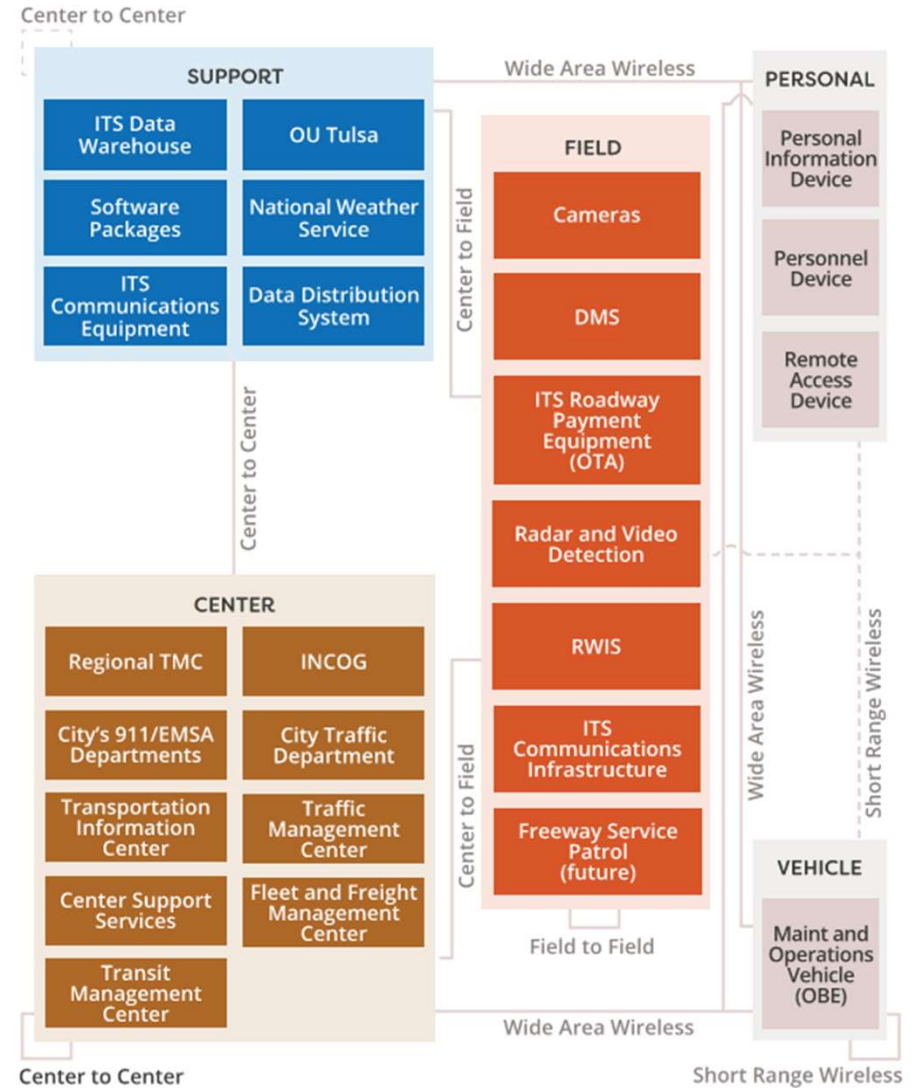 Center to Center
SUPPORT
ITS Data
Warehouse
OU Tulsa
Software
Packages
National Weather
Service
ITS
Communications
Equipment
Data Distribution
System
Center to Center
CENTER
Regional TMC
INCOG
City's 911/EMSA
Departments
City Traffic
Department
Transportation
Information
Center
Traffic
Management
Center
Center Support
Services
Fleet and Freight
Management
Center
Transit
Management
Center
Center to Center
Wide Area Wireless
Center to Field
FIELD
Cameras
DMS
ITS Roadway
Payment
Equipment
(OTA)
Radar and Video
Detection
RWIS
ITS
Communications
Infrastructure
Freeway Service
Patrol
(future)
Center to Field
Field to Field
Wide Area Wireless
PERSONAL
Personal
Information
Device
Personnel
Device
Remote
Access
Device
Wide Area Wireless
Short Range Wireless
VEHICLE
Maint and
Operations
Vehicle
(OBE)
Short Range Wireless